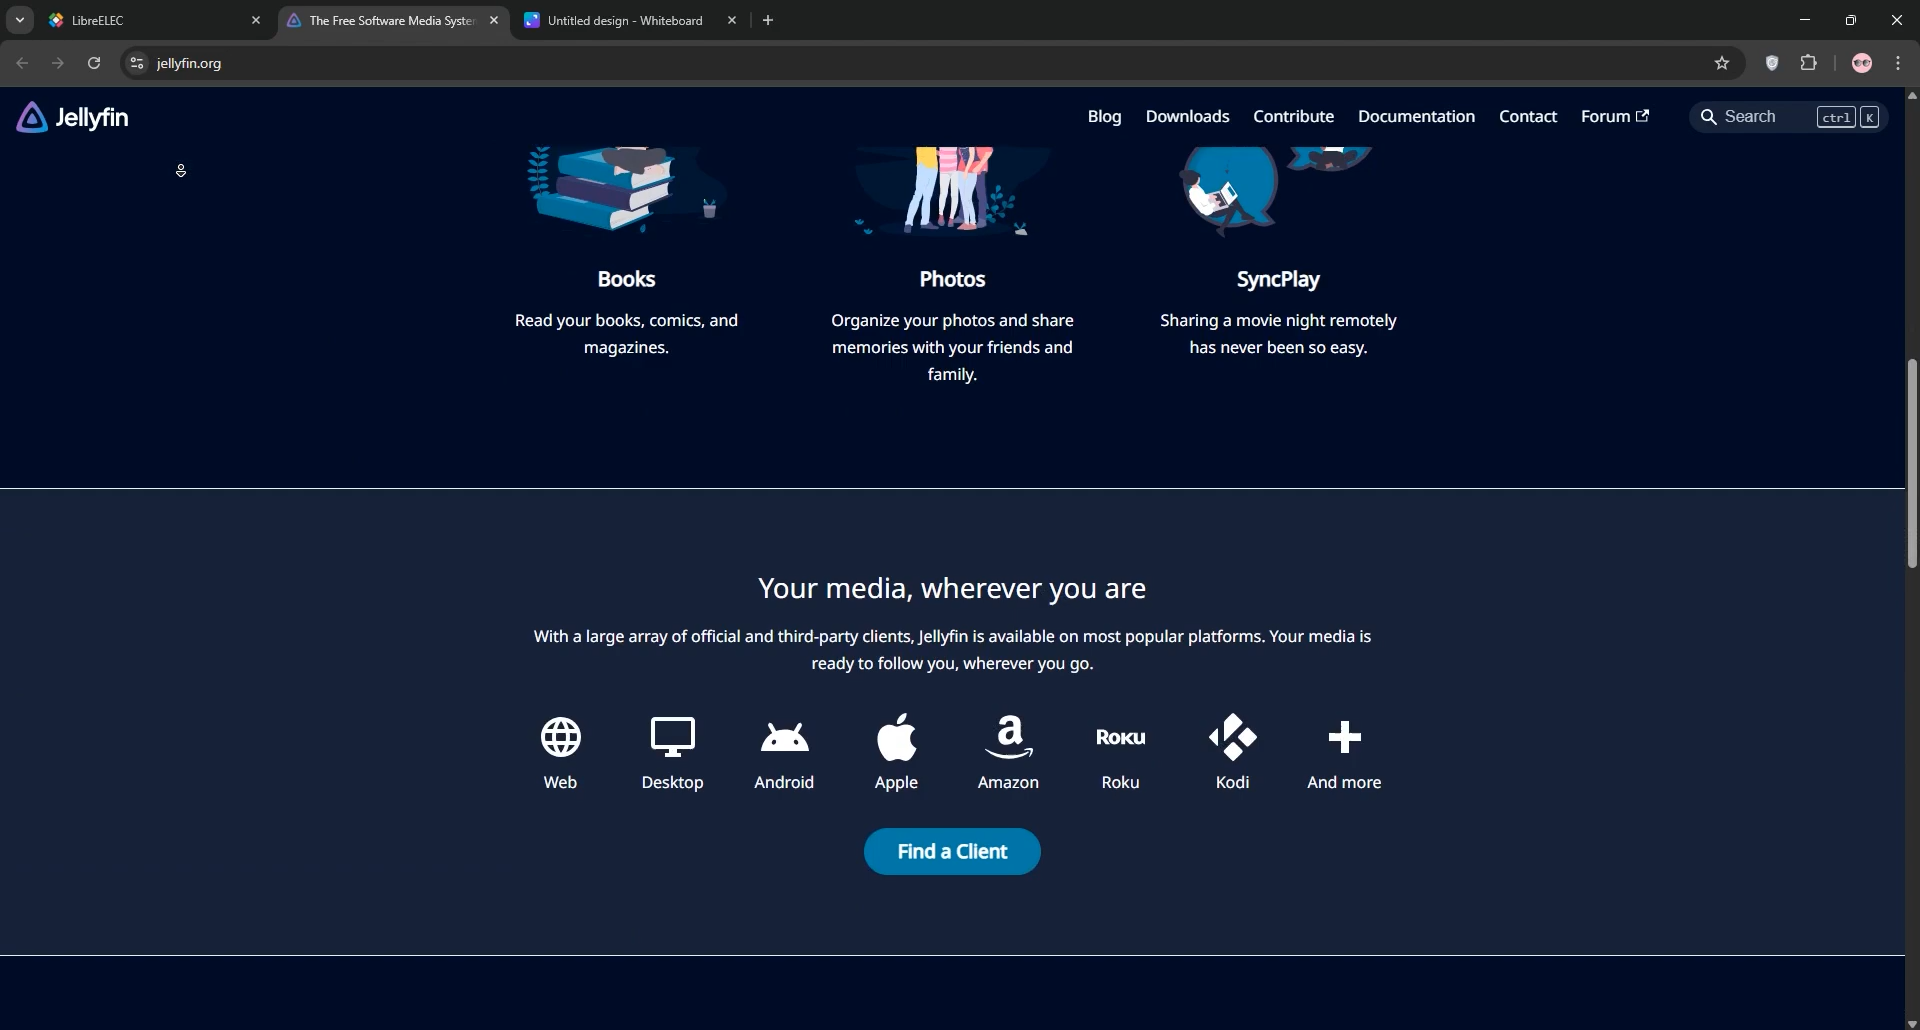 LibreELEC
The Free Software Media System
Untitled design - Whiteboard
jellyfin.org
Jellyfin
Blog
Downloads
Contribute
Documentation
Contact
Forum
Search
ctrl
K
Books
Photos
SyncPlay
Read your books, comics, and
magazines.
Organize your photos and share
memories with your friends and
family.
Sharing a movie night remotely
has never been so easy.
Your media, wherever you are
With a large array of official and third-party clients, Jellyfin is available on most popular platforms. Your media is
ready to follow you, wherever you go.
a
ROKU
Web
Desktop
Android
Apple
Amazon
Roku
Kodi
And more
Find a Client